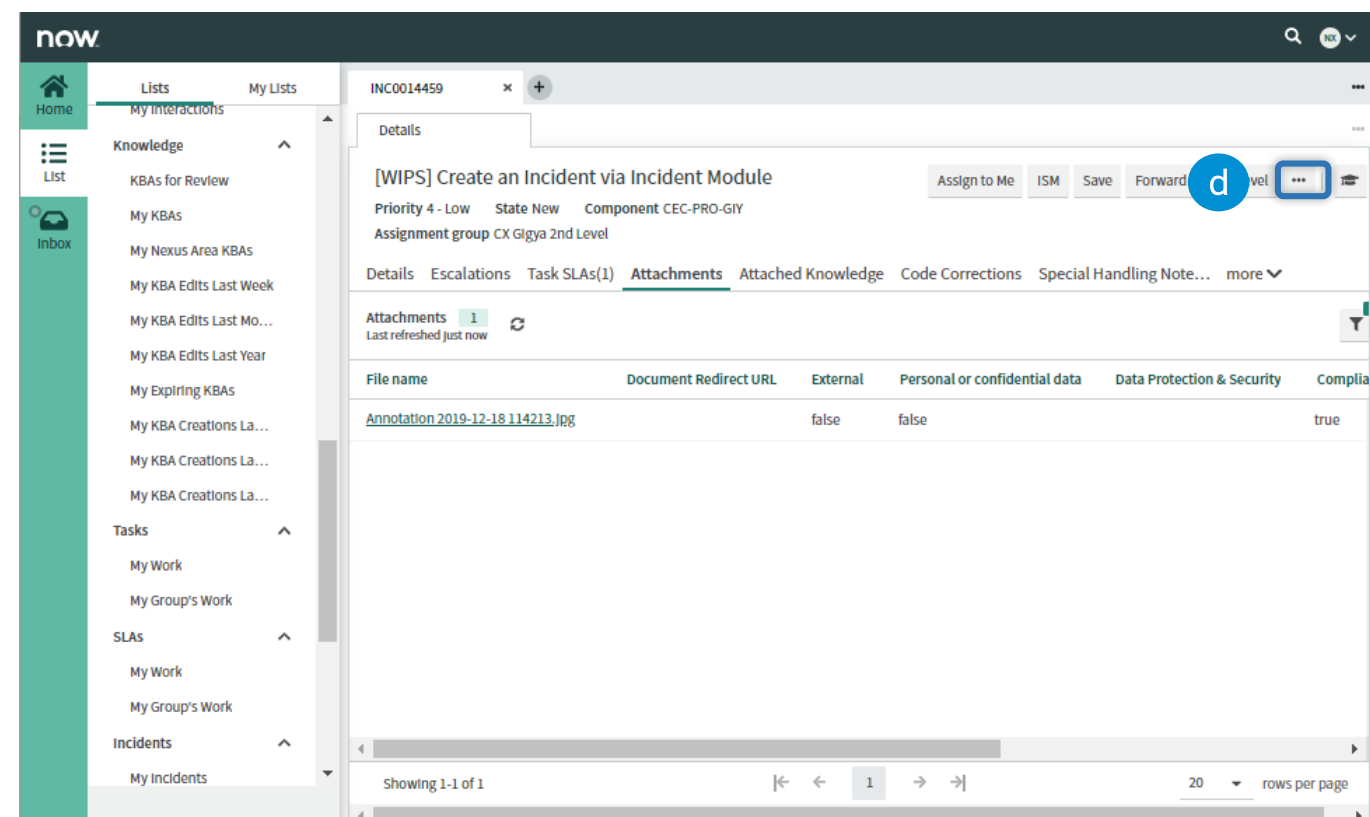 now.
NX
Home
List
Inbox
Lists My Lists
My Interactions
Knowledge
KBAs for Review
My KBAs
My Nexus Area KBAs
My KBA Edits Last Week
My KBA Edits Last Mo...
My KBA Edits Last Year
My Expiring KBAs
My KBA Creations La...
My KBA Creations La...
My KBA Creations La...
Tasks
My Work
My Group's Work
SLAs
My Work
My Group's Work
Incidents
My Incidents
INC0014459 × +
Details
[WIPS] Create an Incident via Incident Module
Assign to Me ISM Save Forward d
Priority 4 - Low State New Component CEC-PRO-GIY
Assignment group CX Gigya 2nd Level
Details Escalations Task SLAs(1) Attachments Attached Knowledge Code Corrections Special Handling Note... more
Attachments 1
Last refreshed just now
File name Document Redirect URL External Personal or confidential data Data Protection & Security Complia
Annotation 2019-12-18 114213.jpg false false true
Showing 1-1 of 1 1 20 rows per page